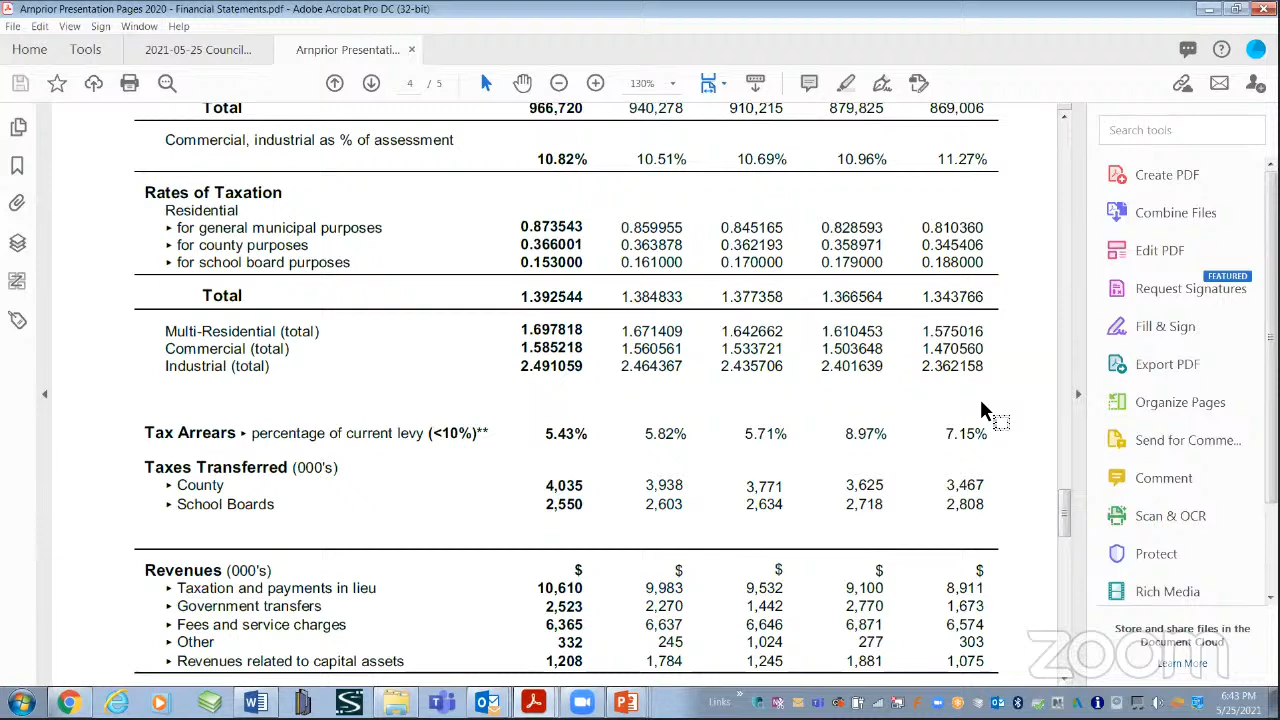 Arnprior Presentation Pages 2020 - Financial Statements.pdf - Adobe Acrobat Pro DC (32-bit)
File Edit View Sign Window Help
Home Tools 2021-05-25 Council... Arnprior Presentati... ×
4 / 5 130%
Total 966,720 940,278 910,215 879,825 869,006
Commercial, industrial as % of assessment
10.82% 10.51% 10.69% 10.96% 11.27%
Rates of Taxation
Residential
‣ for general municipal purposes 0.873543 0.859955 0.845165 0.828593 0.810360
‣ for county purposes 0.366001 0.363878 0.362193 0.358971 0.345406
‣ for school board purposes 0.153000 0.161000 0.170000 0.179000 0.188000
Total 1.392544 1.384833 1.377358 1.366564 1.343766
Multi-Residential (total) 1.697818 1.671409 1.642662 1.610453 1.575016
Commercial (total) 1.585218 1.560561 1.533721 1.503648 1.470560
Industrial (total) 2.491059 2.464367 2.435706 2.401639 2.362158
Tax Arrears ‣ percentage of current levy (<10%)** 5.43% 5.82% 5.71% 8.97% 7.15%
Taxes Transferred (000's)
‣ County 4,035 3,938 3,771 3,625 3,467
‣ School Boards 2,550 2,603 2,634 2,718 2,808
Revenues (000's) $ $ $ $ $
‣ Taxation and payments in lieu 10,610 9,983 9,532 9,100 8,911
‣ Government transfers 2,523 2,270 1,442 2,770 1,673
‣ Fees and service charges 6,365 6,637 6,646 6,871 6,574
‣ Other 332 245 1,024 277 303
‣ Revenues related to capital assets 1,208 1,784 1,245 1,881 1,075
Search tools
Create PDF
Combine Files
Edit PDF
FEATURED
Request Signatures
Fill & Sign
Export PDF
Organize Pages
Send for Comme...
Comment
Scan & OCR
Protect
Rich Media
Store and share files in the
Document Cloud
Learn More
zoom
Links »
6:43 PM
5/25/2021